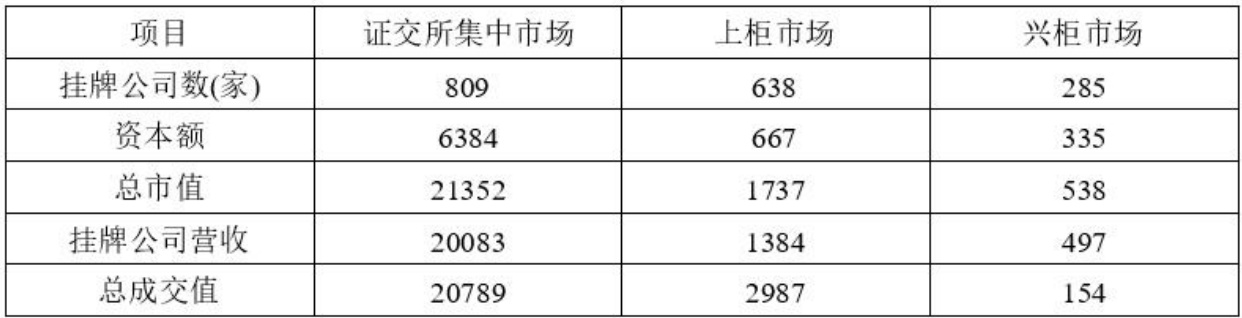 项目 证交所集中市场 上柜市场 兴柜市场
挂牌公司数(家) 809 638 285
资本额 6384 667 335
总市值 21352 1737 538
挂牌公司营收 20083 1384 497
总成交值 20789 2987 154